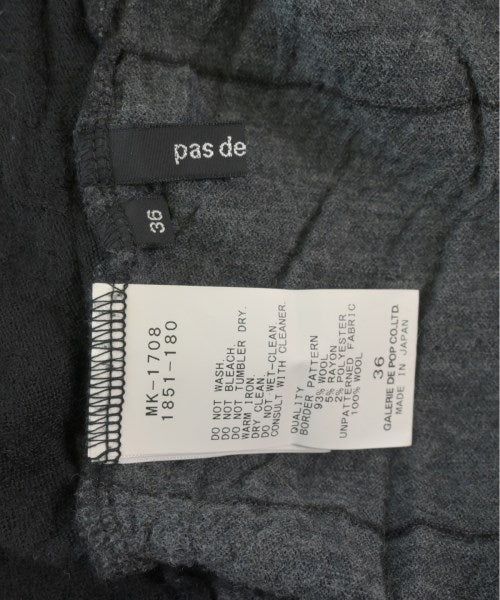 pas de
36
MK-1708
1851-180
DO NOT WASH.
DO NOT BLEACH.
DO NOT TUMBLER DRY.
WARM IRON.
DRY CLEAN.
DO NOT WET-CLEAN.
CONSULT WITH CLEANER.
QUALITY
BORDER PATTERN
93% WOOL
5% RAYON
2% POLYESTER
UNPATTERNED FABRIC
100% WOOL
36
GALERIE DE POP CO.LTD.
MADE IN JAPAN